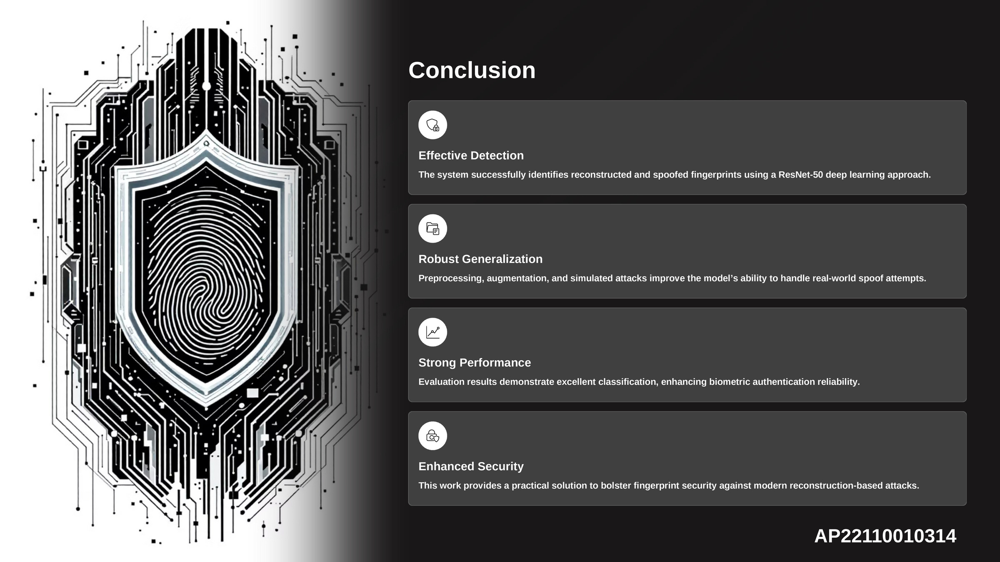 Conclusion
Effective Detection
The system successfully identifies reconstructed and spoofed fingerprints using a ResNet-50 deep learning approach.
Robust Generalization
Preprocessing, augmentation, and simulated attacks improve the model’s ability to handle real-world spoof attempts.
Strong Performance
Evaluation results demonstrate excellent classification, enhancing biometric authentication reliability.
Enhanced Security
This work provides a practical solution to bolster fingerprint security against modern reconstruction-based attacks.
AP22110010314